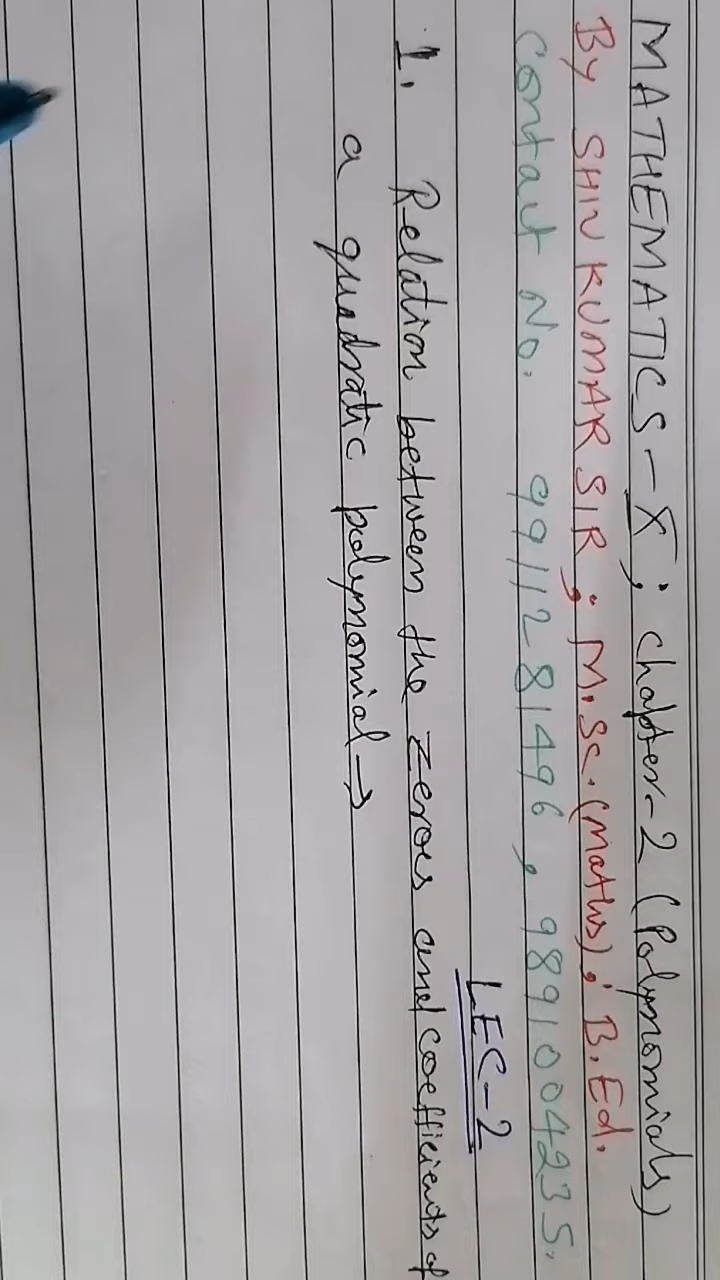 MATHEMATICS-X; Chapter-2 (Polynomials)
By SHIV KUMAR SIR; M.Sc.(Maths); B.Ed.
Contact No. 9911281496, 9891004235.
LEC-2
1. Relation between the zeroes and coefficients of
a quadratic polynomial→